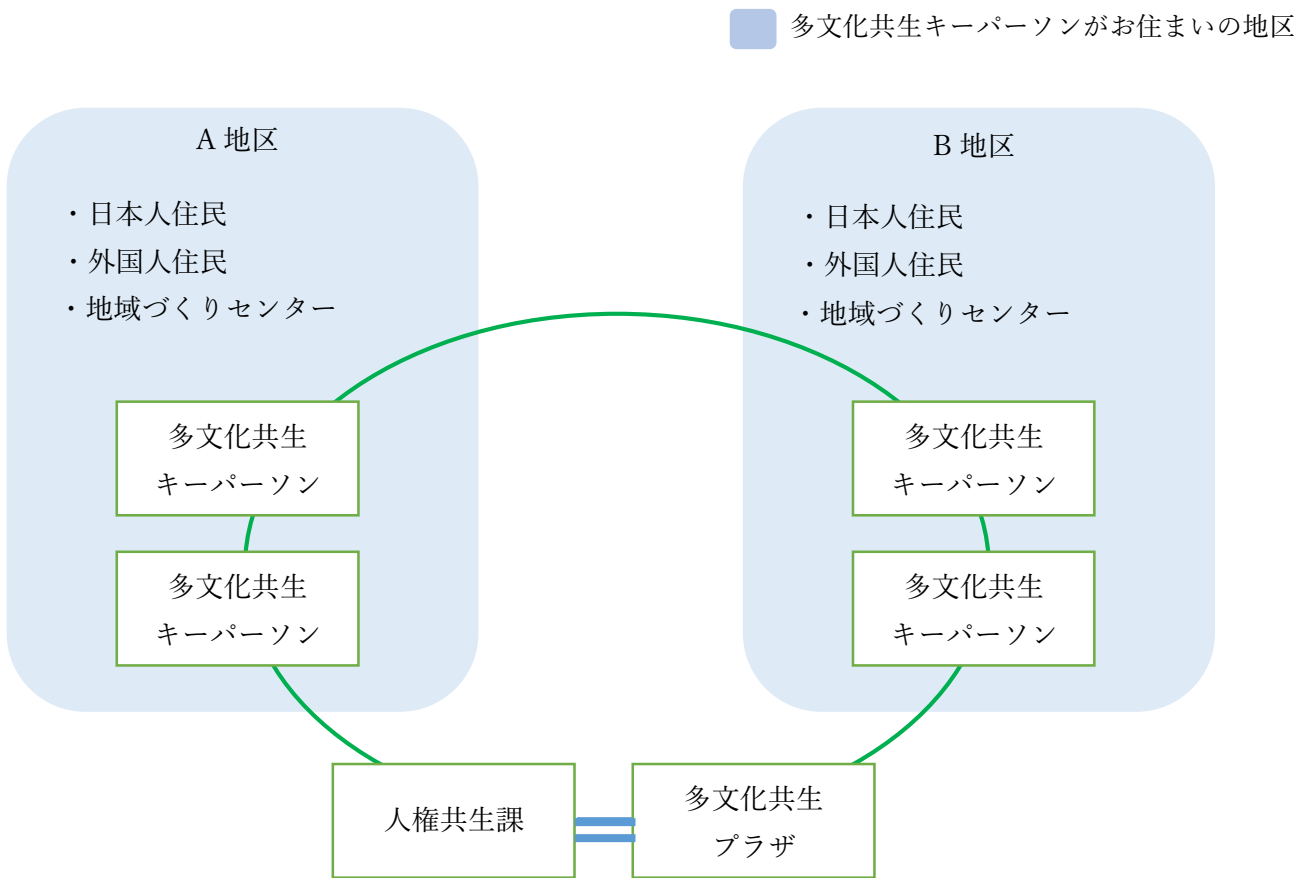 多文化共生キーパーソンがお住まいの地区
A 地区
・日本人住民
・外国人住民
・地域づくりセンター
多文化共生
キーパーソン
多文化共生
キーパーソン
B 地区
・日本人住民
・外国人住民
・地域づくりセンター
多文化共生
キーパーソン
多文化共生
キーパーソン
人権共生課
多文化共生
プラザ